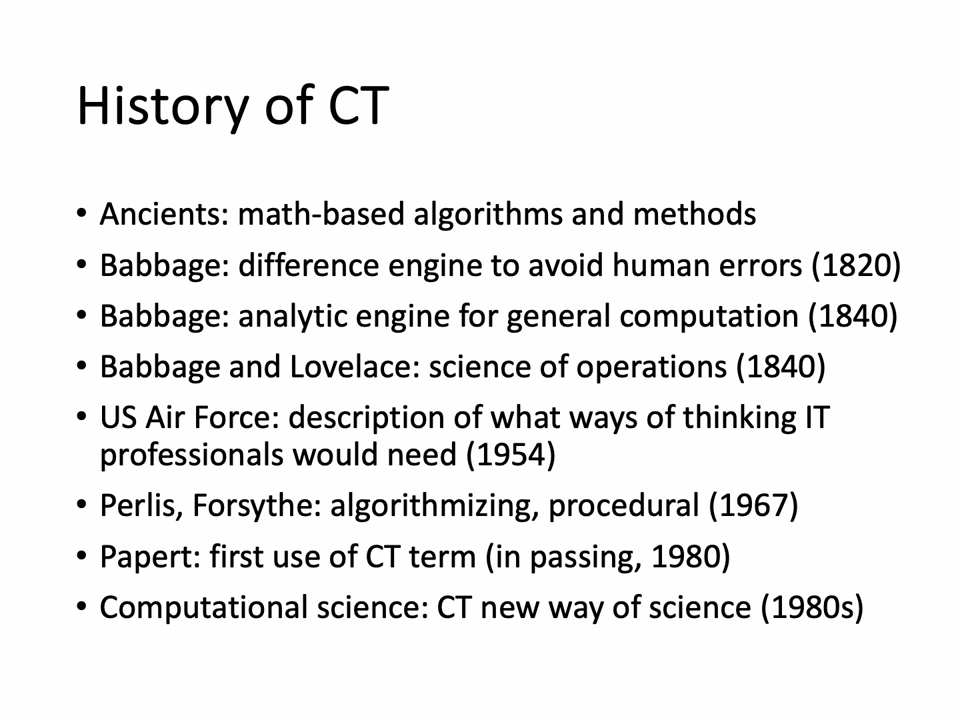 History of CT
• Ancients: math-based algorithms and methods
• Babbage: difference engine to avoid human errors (1820)
• Babbage: analytic engine for general computation (1840)
• Babbage and Lovelace: science of operations (1840)
• US Air Force: description of what ways of thinking IT
professionals would need (1954)
• Perlis, Forsythe: algorithmizing, procedural (1967)
• Papert: first use of CT term (in passing, 1980)
• Computational science: CT new way of science (1980s)